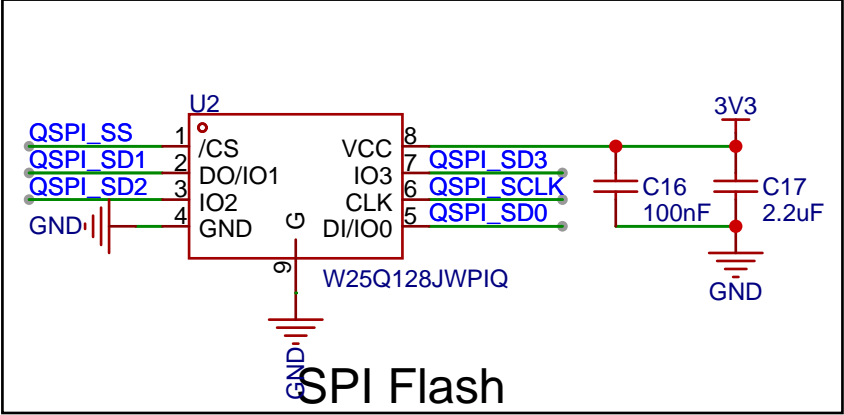 U2
3V3
QSPI_SS 1 /CS VCC 8
QSPI_SD1 2 DO/IO1 IO3 7 QSPI_SD3
QSPI_SD2 3 IO2 CLK 6 QSPI_SCLK
GND 4 GND G DI/IO0 5 QSPI_SD0
C16
100nF
C17
2.2uF
9
W25Q128JWPIQ
GND
GND
SPI Flash